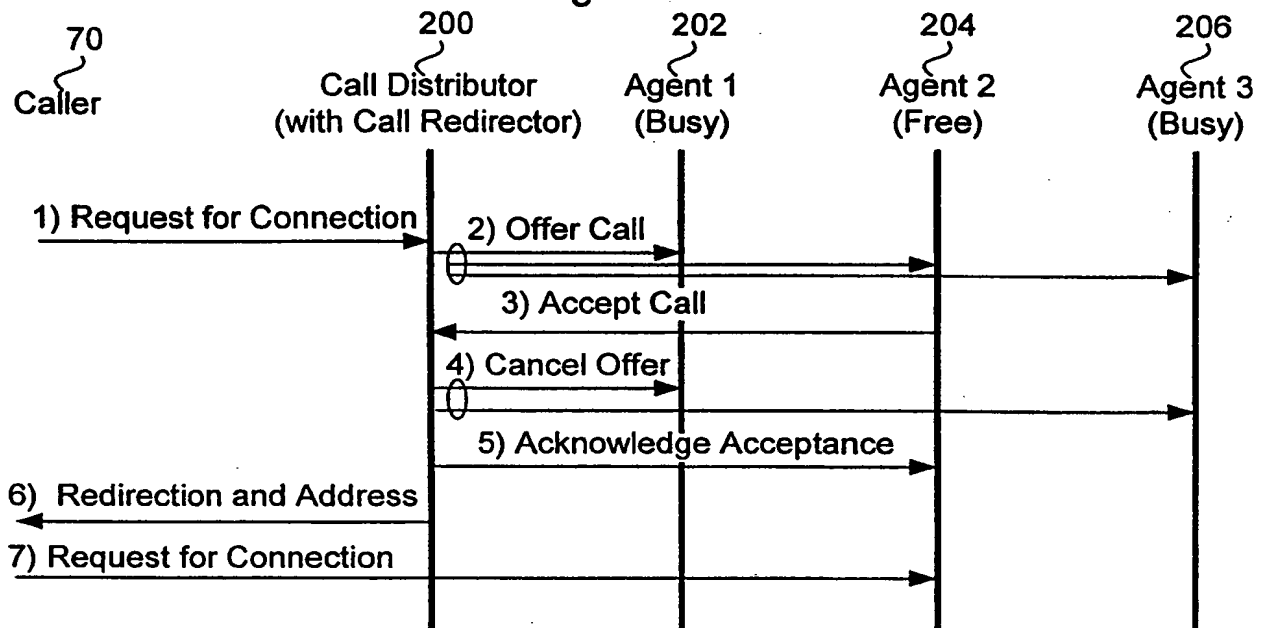 70
200
202
204
206
Caller
Call Distributor
(with Call Redirector)
Agent 1
(Busy)
Agent 2
(Free)
Agent 3
(Busy)
1) Request for Connection
2) Offer Call
3) Accept Call
4) Cancel Offer
5) Acknowledge Acceptance
6) Redirection and Address
7) Request for Connection